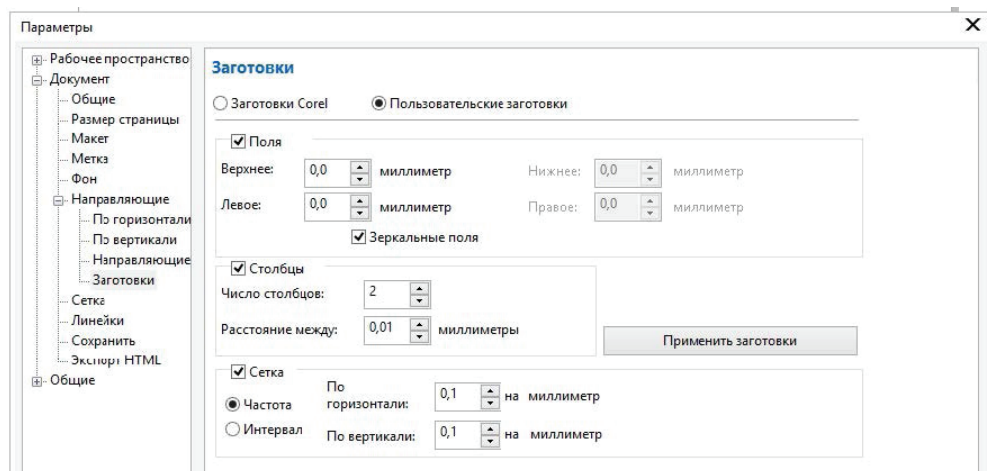 Параметры
Рабочее пространство
Документ
Общие
Размер страницы
Макет
Метка
Фон
Направляющие
По горизонтали
По вертикали
Направляющие
Заготовки
Сетка
Линейки
Сохранить
Экспорт HTML
Общие
Заготовки
Заготовки Corel Пользовательские заготовки
Поля
Верхнее: 0,0 миллиметр Нижнее: 0,0 миллиметр
Левое: 0,0 миллиметр Правое: 0,0 миллиметр
Зеркальные поля
Столбцы
Число столбцов: 2
Расстояние между: 0,01 миллиметры
Применить заготовки
Сетка
Частота
Интервал
По горизонтали: 0,1 на миллиметр
По вертикали: 0,1 на миллиметр